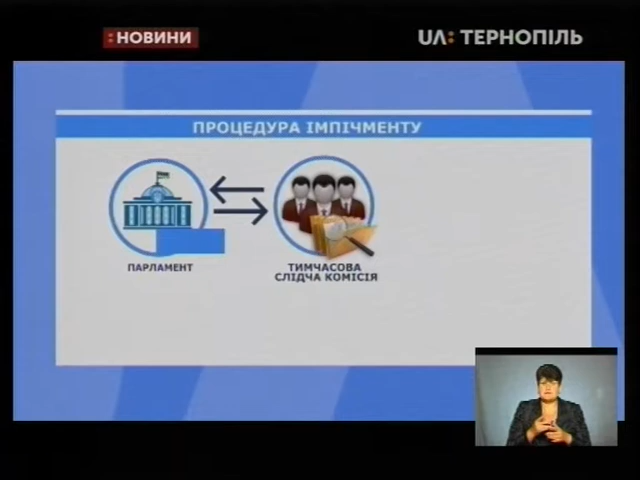 :НОВИНИ
UA: ТЕРНОПІЛЬ
ПРОЦЕДУРА ІМПІЧМЕНТУ
ПАРЛАМЕНТ
ТИМЧАСОВА
СЛІДЧА КОМІСІЯ